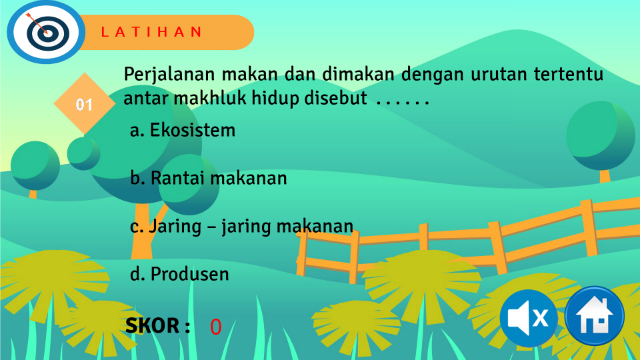 LATIHAN
01
Perjalanan makan dan dimakan dengan urutan tertentu
antar makhluk hidup disebut ......
a. Ekosistem
b. Rantai makanan
c. Jaring – jaring makanan
d. Produsen
SKOR : 0